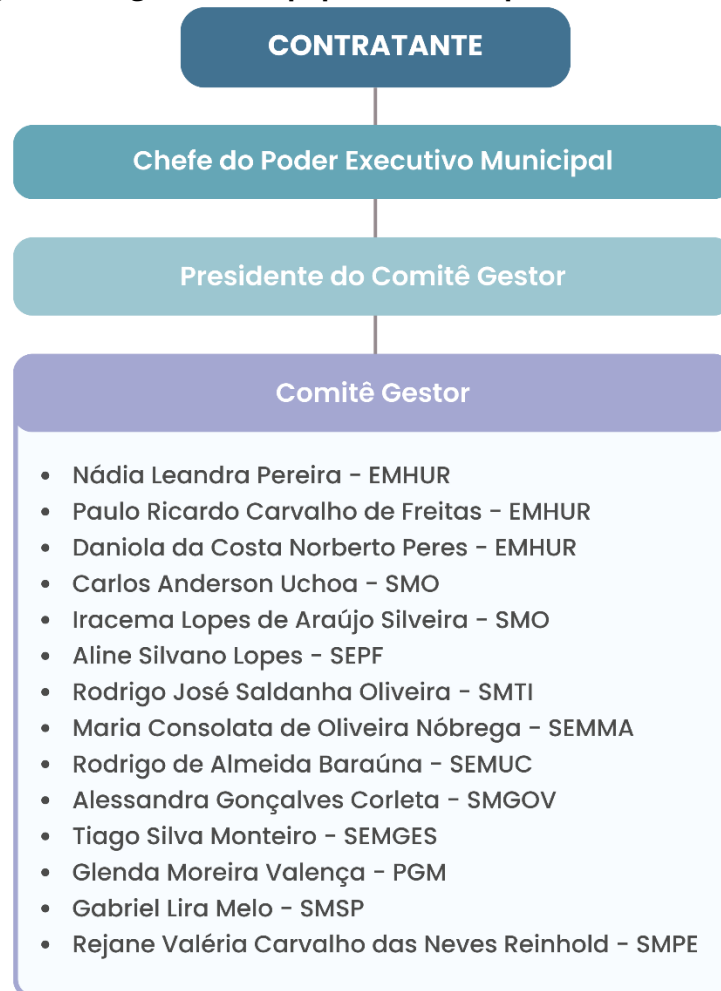 CONTRATANTE
Chefe do Poder Executivo Municipal
Presidente do Comitê Gestor
Comitê Gestor
• Nádia Leandra Pereira - EMHUR
• Paulo Ricardo Carvalho de Freitas - EMHUR
• Daniola da Costa Norberto Peres - EMHUR
• Carlos Anderson Uchoa - SMO
• Iracema Lopes de Araújo Silveira - SMO
• Aline Silvano Lopes - SEPF
• Rodrigo José Saldanha Oliveira - SMTI
• Maria Consolata de Oliveira Nóbrega - SEMMA
• Rodrigo de Almeida Baraúna - SEMUC
• Alessandra Gonçalves Corleta - SMGOV
• Tiago Silva Monteiro - SEMGES
• Glenda Moreira Valença - PGM
• Gabriel Lira Melo - SMSP
• Rejane Valéria Carvalho das Neves Reinhold - SMPE